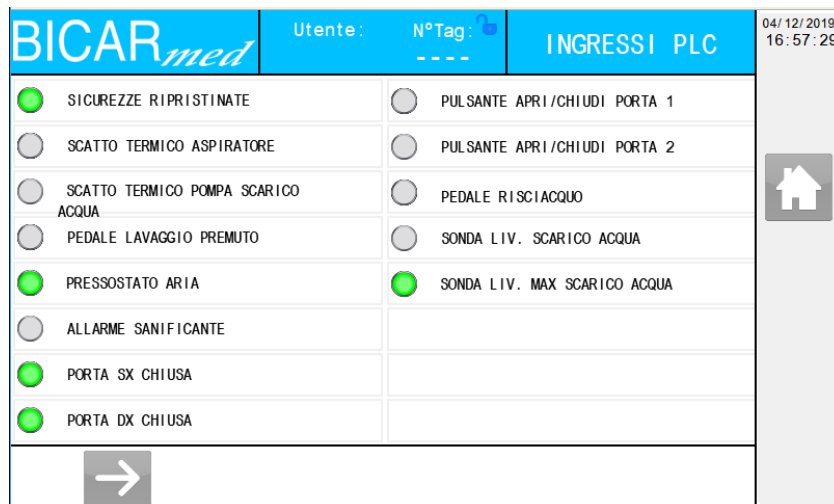 BICARmed
Utente:
N°Tag:
----
INGRESSI PLC
04/12/2019
16:57:29
SICUREZZE RIPRISTINATE
SCATTO TERMICO ASPIRATORE
SCATTO TERMICO POMPA SCARICO
ACQUA
PEDALE LAVAGGIO PREMUTO
PRESSOSTATO ARIA
ALLARME SANIFICANTE
PORTA SX CHIUSA
PORTA DX CHIUSA
PULSANTE APRI/CHIUDI PORTA 1
PULSANTE APRI/CHIUDI PORTA 2
PEDALE RISCIACQUO
SONDA LIV. SCARICO ACQUA
SONDA LIV. MAX SCARICO ACQUA